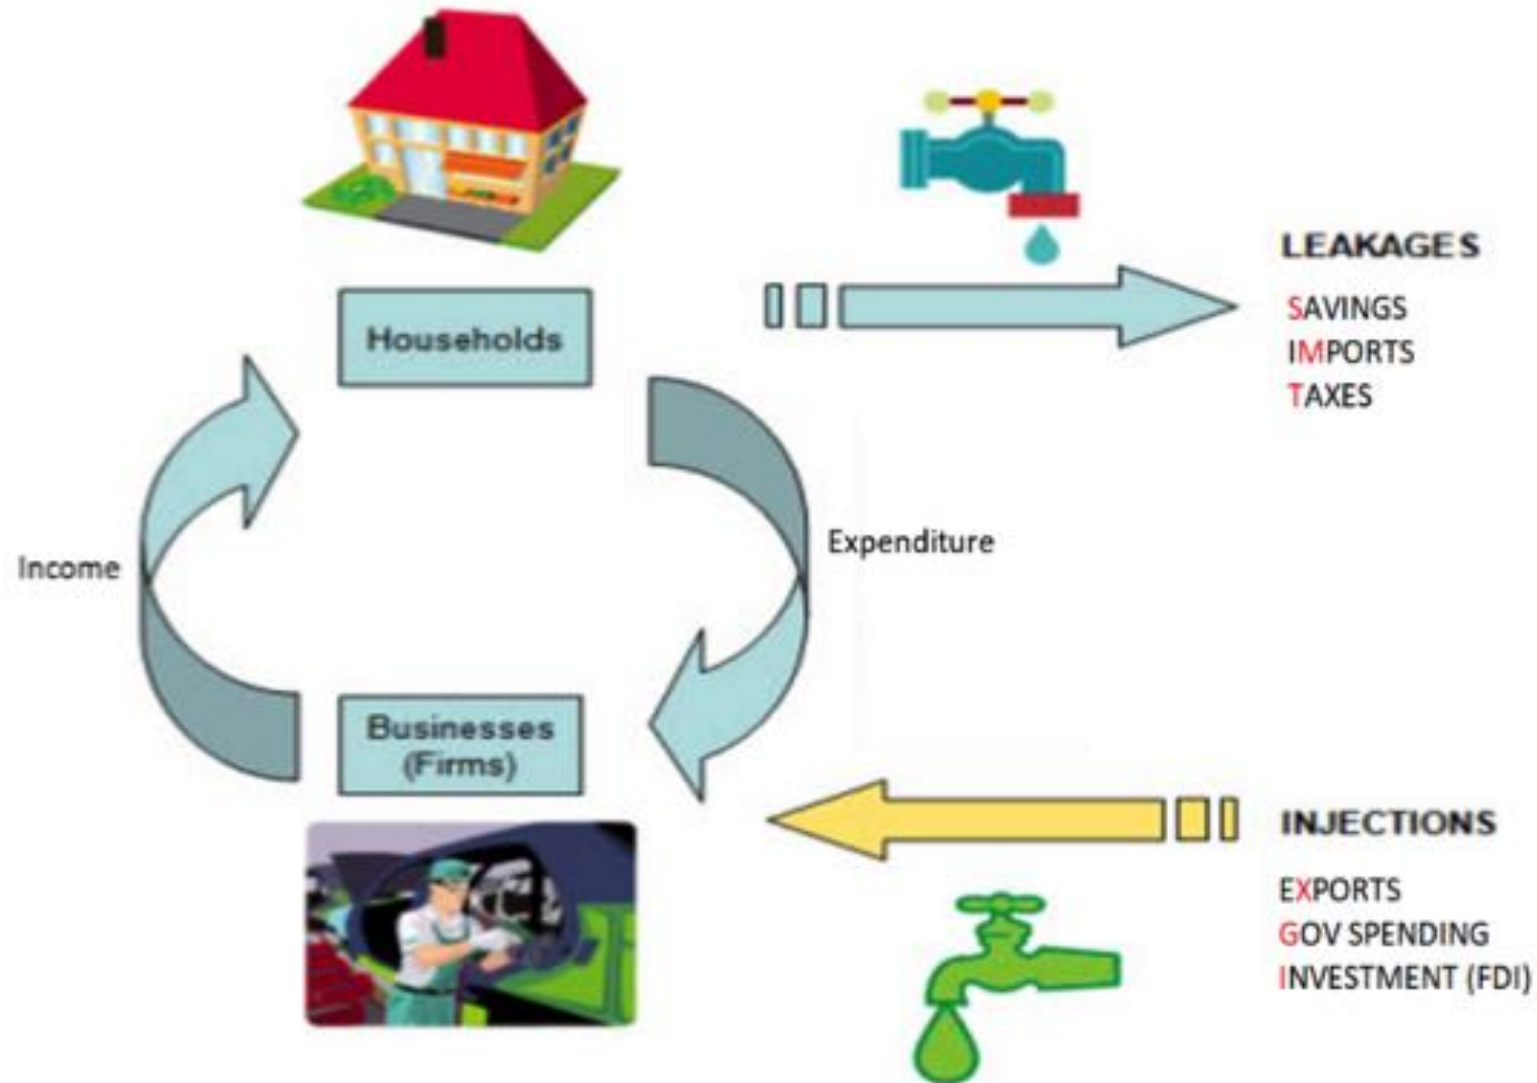 LEAKAGES
SAVINGS
IMPORTS
TAXES
Households
Income
Expenditure
Businesses
(Firms)
INJECTIONS
EXPORTS
GOV SPENDING
INVESTMENT (FDI)